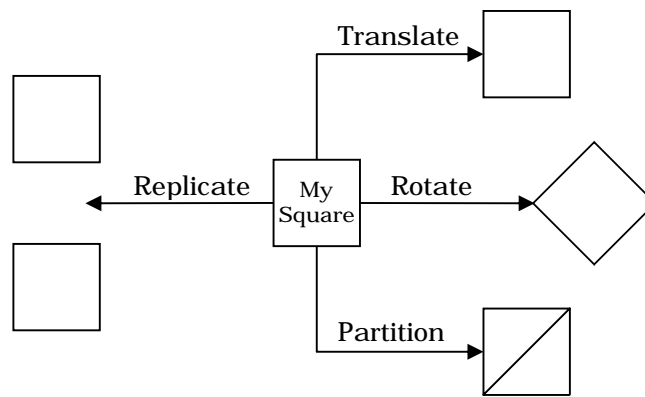 Translate
Replicate
My
Square
Rotate
Partition